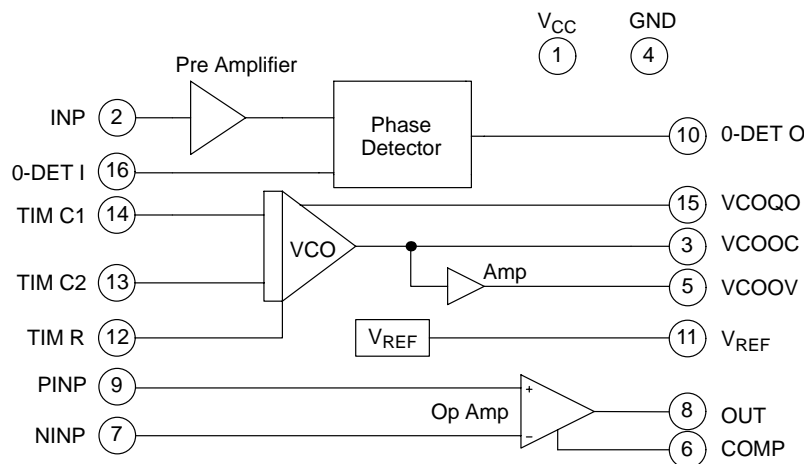 VCC GND
1 4
Pre Amplifier
INP 2
Phase
Detector
10 0-DET O
0-DET I 16
TIM C1 14
15 VCOQO
VCO
3 VCOOC
TIM C2 13
Amp
5 VCOOV
TIM R 12
VREF
11 VREF
PINP 9
+
Op Amp
8 OUT
NINP 7
−
6 COMP